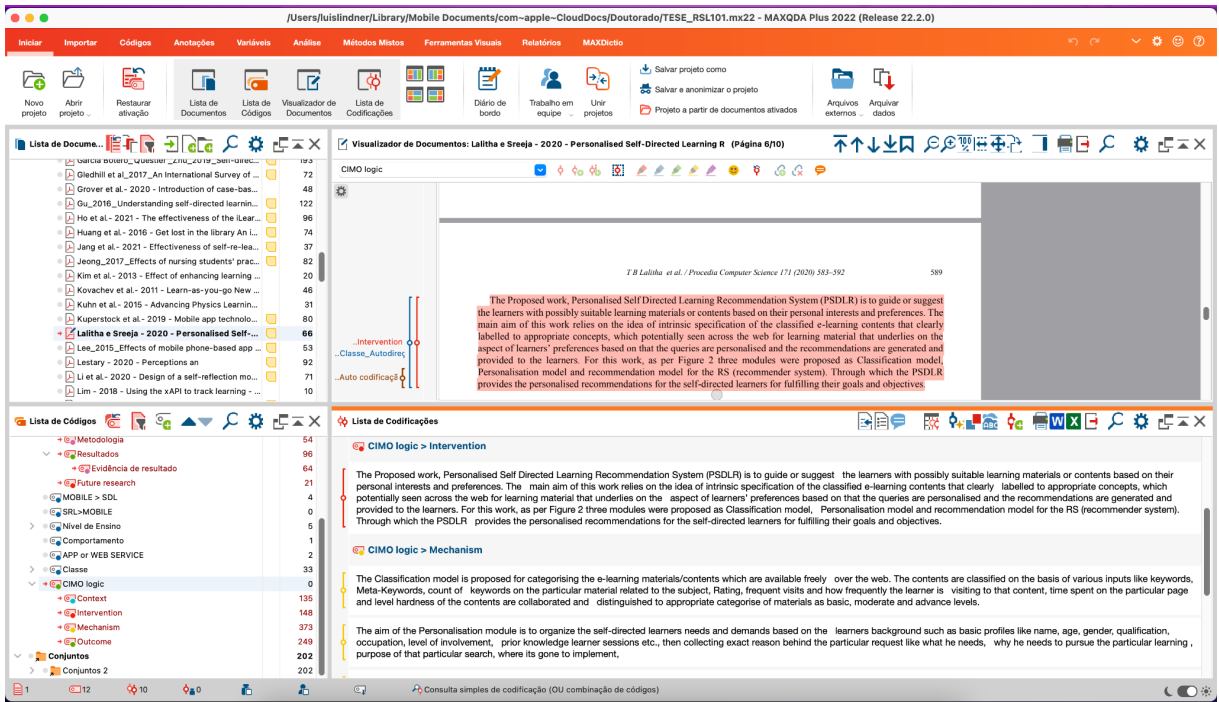 /Users/luislindner/Library/Mobile Documents/com~apple~CloudDocs/Doutorado/TESE_RSL101.mx22 - MAXQDA Plus 2022 (Release 22.2.0)
Iniciar Importar Códigos Anotações Variáveis Análise Métodos Mistos Ferramentas Visuais Relatórios MAXDictio
Novo projeto
Abrir projeto
Restaurar ativação
Lista de Documentos
Lista de Códigos
Visualizador de Documentos
Lista de Codificações
Diário de bordo
Trabalho em equipe
Unir projetos
Salvar projeto como
Salvar e anonimizar o projeto
Projeto a partir de documentos ativados
Arquivos externos
Arquivar dados
Lista de Docume...
Garcia Botero_Questier_Zhu_2019_Self-direc... 193
Gledhill et al_2017_An International Survey of ... 72
Grover et al.- 2020 - Introduction of case-bas... 48
Gu_2016_Understanding self-directed learnin... 122
Ho et al.- 2021 - The effectiveness of the iLear... 96
Huang et al.- 2016 - Get lost in the library An i... 74
Jang et al.- 2021 - Effectiveness of self-re-lea... 37
Jeong_2017_Effects of nursing students' prac... 82
Kim et al.- 2013 - Effect of enhancing learning ... 20
Kovachev et al.- 2011 - Learn-as-you-go New ... 46
Kuhn et al.- 2015 - Advancing Physics Learnin... 31
Kuperstock et al.- 2019 - Mobile app technolo... 80
Lalitha e Sreeja - 2020 - Personalised Self-... 66
Lee_2015_Effects of mobile phone-based app ... 53
Lestary - 2020 - Perceptions an 92
Li et al.- 2020 - Design of a self-reflection mo... 71
Lim - 2018 - Using the xAPI to track learning - ... 10
Visualizador de Documentos: Lalitha e Sreeja - 2020 - Personalised Self-Directed Learning R (Página 6/10)
100%
CIMO logic
T B Lalitha et al. / Procedia Computer Science 171 (2020) 583–592 589
The Proposed work, Personalised Self Directed Learning Recommendation System (PSDLR) is to guide or suggest
the learners with possibly suitable learning materials or contents based on their personal interests and preferences. The
main aim of this work relies on the idea of intrinsic specification of the classified e-learning contents that clearly
labelled to appropriate concepts, which potentially seen across the web for learning material that underlies on the
aspect of learners' preferences based on that the queries are personalised and the recommendations are generated and
provided to the learners. For this work, as per Figure 2 three modules were proposed as Classification model,
Personalisation model and recommendation model for the RS (recommender system). Through which the PSDLR
provides the personalised recommendations for the self-directed learners for fulfilling their goals and objectives.
..Intervention
..Classe_Autodireç
..Auto codificaçã
Lista de Códigos
Metodologia 54
Resultados 96
Evidência de resultado 64
Future research 21
MOBILE > SDL 4
SRL>MOBILE 0
Nível de Ensino 5
Comportamento 1
APP or WEB SERVICE 2
Classe 33
CIMO logic 0
Context 135
Intervention 148
Mechanism 373
Outcome 249
Conjuntos 202
Conjuntos 2 202
Lista de Codificações
ABC W X
CIMO logic > Intervention
The Proposed work, Personalised Self Directed Learning Recommendation System (PSDLR) is to guide or suggest the learners with possibly suitable learning materials or contents based on their
personal interests and preferences. The main aim of this work relies on the idea of intrinsic specification of the classified e-learning contents that clearly labelled to appropriate concepts, which
potentially seen across the web for learning material that underlies on the aspect of learners' preferences based on that the queries are personalised and the recommendations are generated and
provided to the learners. For this work, as per Figure 2 three modules were proposed as Classification model, Personalisation model and recommendation model for the RS (recommender system).
Through which the PSDLR provides the personalised recommendations for the self-directed learners for fulfilling their goals and objectives.
CIMO logic > Mechanism
The Classification model is proposed for categorising the e-learning materials/contents which are available freely over the web. The contents are classified on the basis of various inputs like keywords,
Meta-Keywords, count of keywords on the particular material related to the subject, Rating, frequent visits and how frequently the learner is visiting to that content, time spent on the particular page
and level hardness of the contents are collaborated and distinguished to appropriate categorise of materials as basic, moderate and advance levels.
The aim of the Personalisation module is to organize the self-directed learners needs and demands based on the learners background such as basic profiles like name, age, gender, qualification,
occupation, level of involvement, prior knowledge learner sessions etc., then collecting exact reason behind the particular request like what he needs, why he needs to pursue the particular learning ,
purpose of that particular search, where its gone to implement,
1 12 10 0 Consulta simples de codificação (OU combinação de códigos)